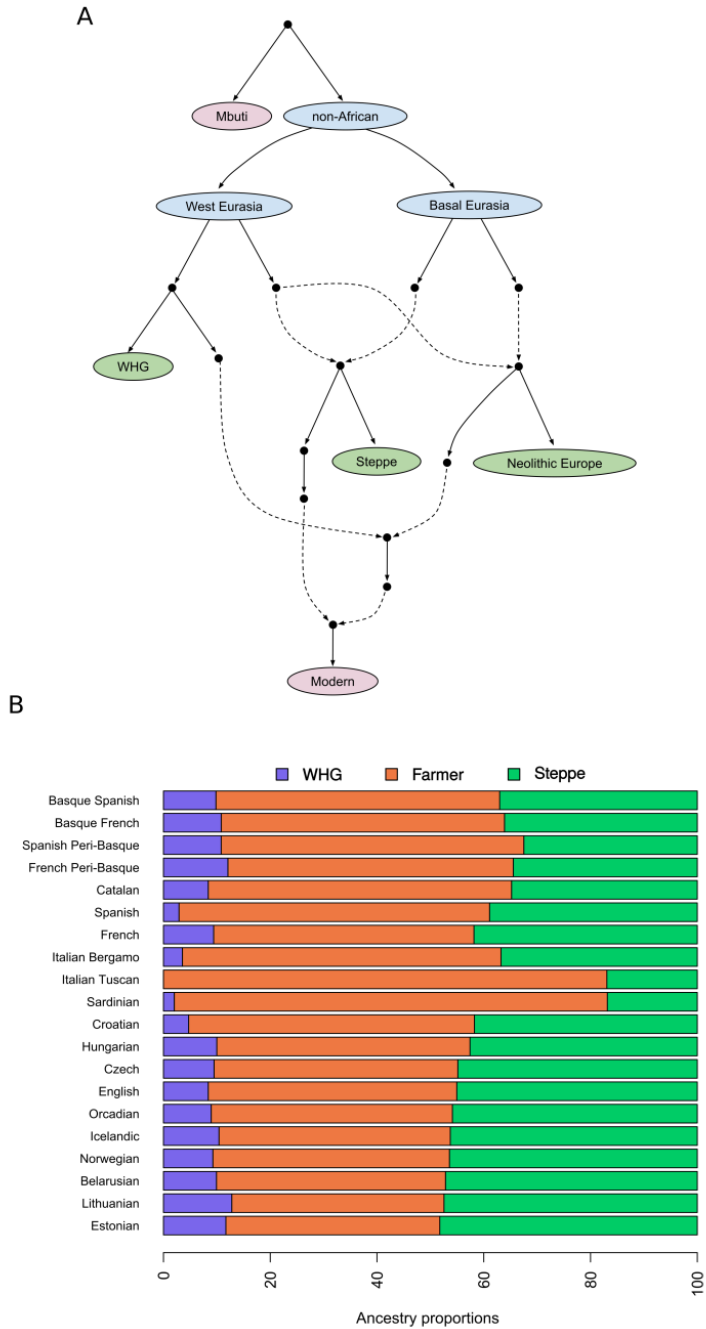 A
Mbuti
non-African
West Eurasia
Basal Eurasia
WHG
Steppe
Neolithic Europe
Modern
B
WHG Farmer Steppe
Basque Spanish
Basque French
Spanish Peri-Basque
French Peri-Basque
Catalan
Spanish
French
Italian Bergamo
Italian Tuscan
Sardinian
Croatian
Hungarian
Czech
English
Orcadian
Icelandic
Norwegian
Belarusian
Lithuanian
Estonian
0 20 40 60 80 100
Ancestry proportions